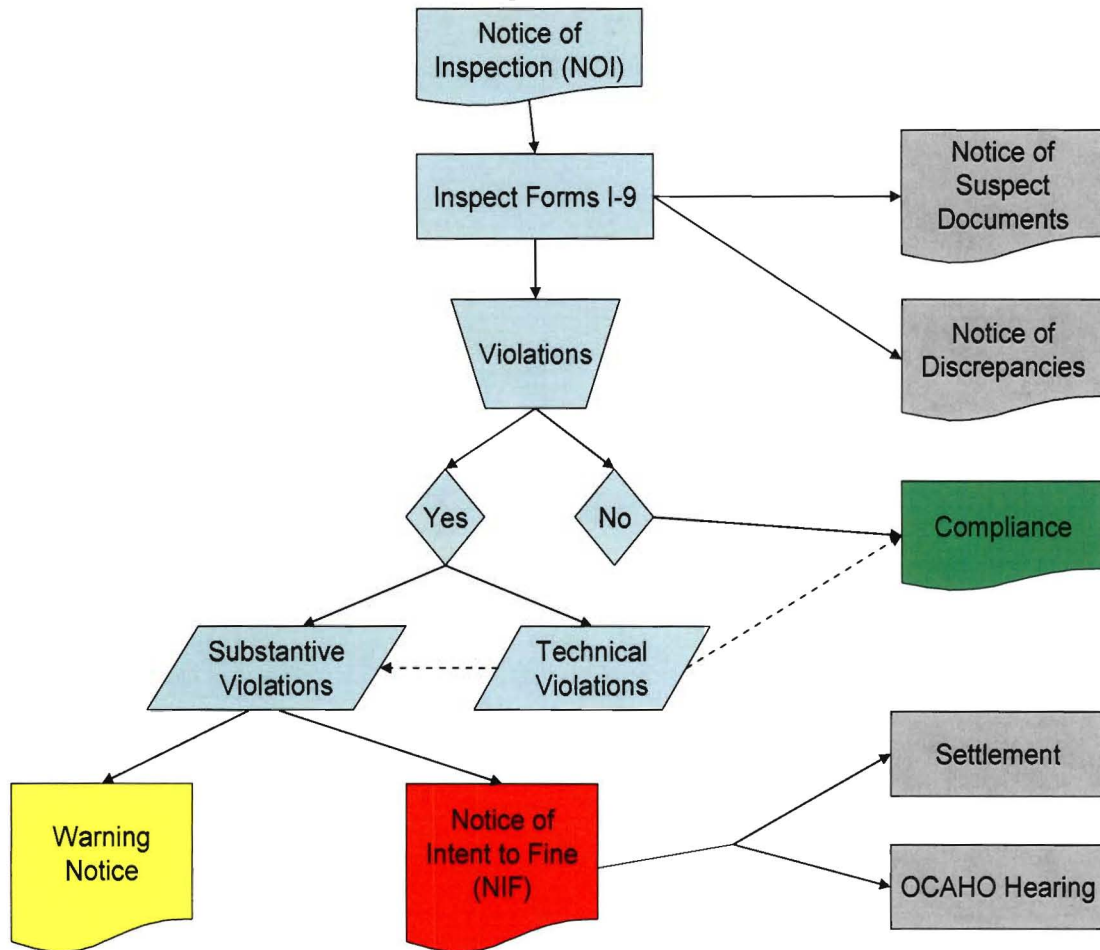 Notice of
Inspection (NOI)
Inspect Forms I-9
Notice of
Suspect
Documents
Notice of
Discrepancies
Violations
Yes
No
Compliance
Substantive
Violations
Technical
Violations
Settlement
Warning
Notice
Notice of
Intent to Fine
(NIF)
OCAHO Hearing